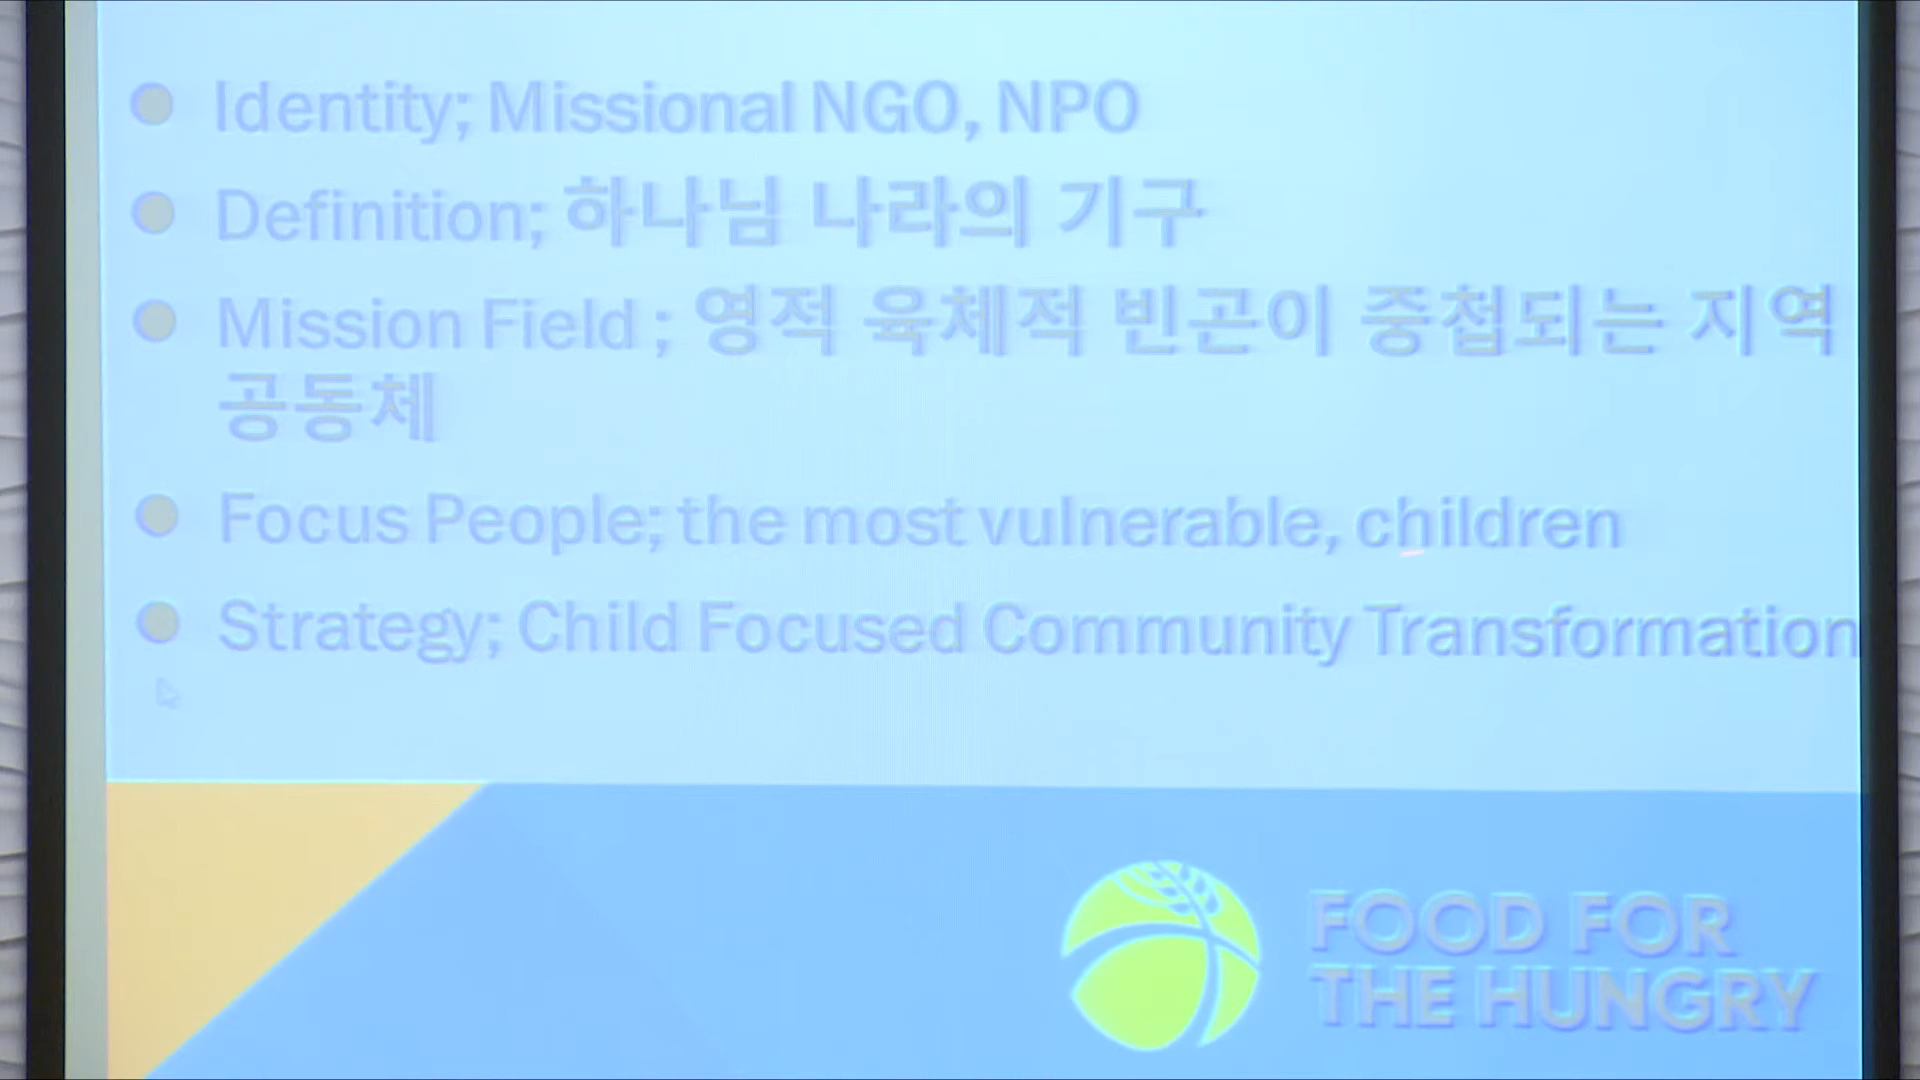 Identity; Missional NGO, NPO
Definition; 하나님 나라의 기구
Mission Field ; 영적 육체적 빈곤이 중첩되는 지역
공동체
Focus People; the most vulnerable, children
Strategy; Child Focused Community Transformation
FOOD FOR
THE HUNGRY